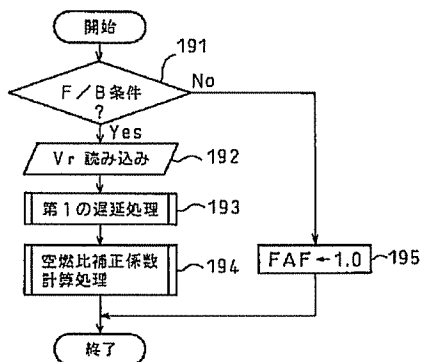 開始
191
F/B条件
?
No
Yes
Vr 読み込み
192
第1の遅延処理
193
空燃比補正係数
計算処理
194
FAF←1.0
195
終了